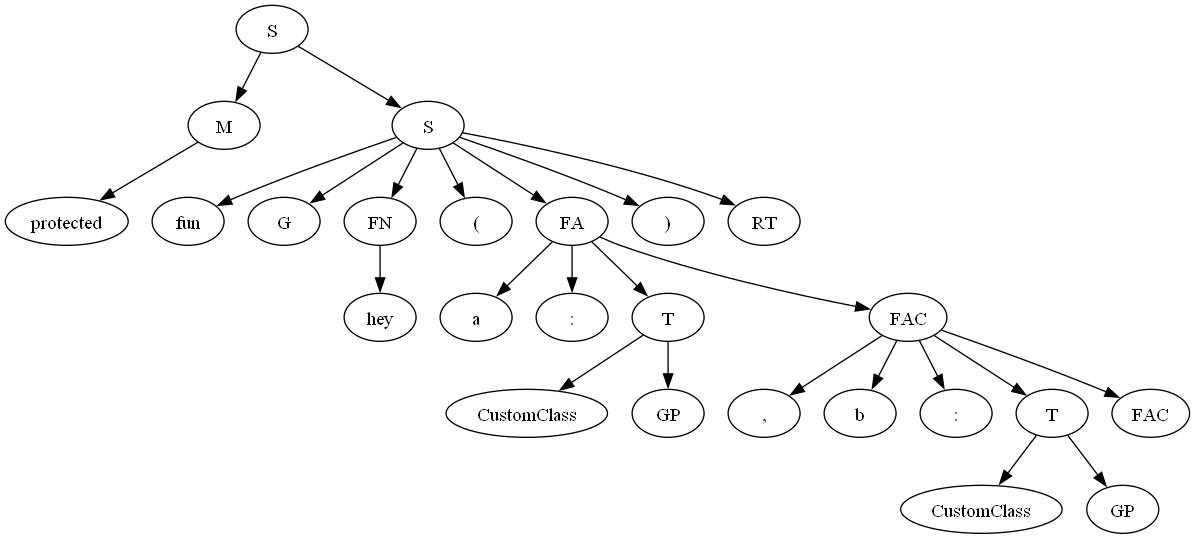 S
M S
protected fun G FN ( FA ) RT
hey a : T FAC
CustomClass GP , b : T FAC
CustomClass GP